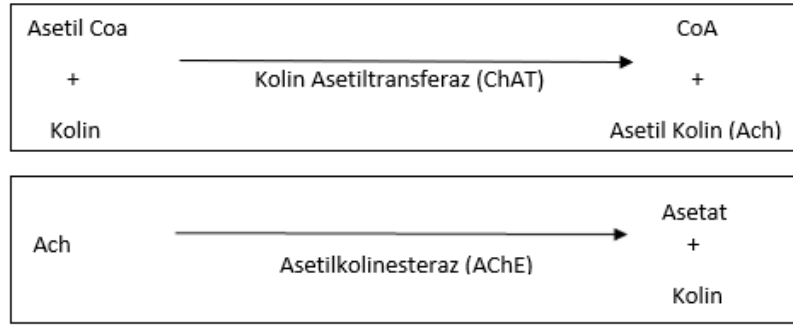 Asetil Coa
CoA
+
Kolin Asetiltransferaz (ChAT)
+
Kolin
Asetil Kolin (Ach)
Ach
Asetat
+
Asetilkolinesteraz (AChE)
Kolin